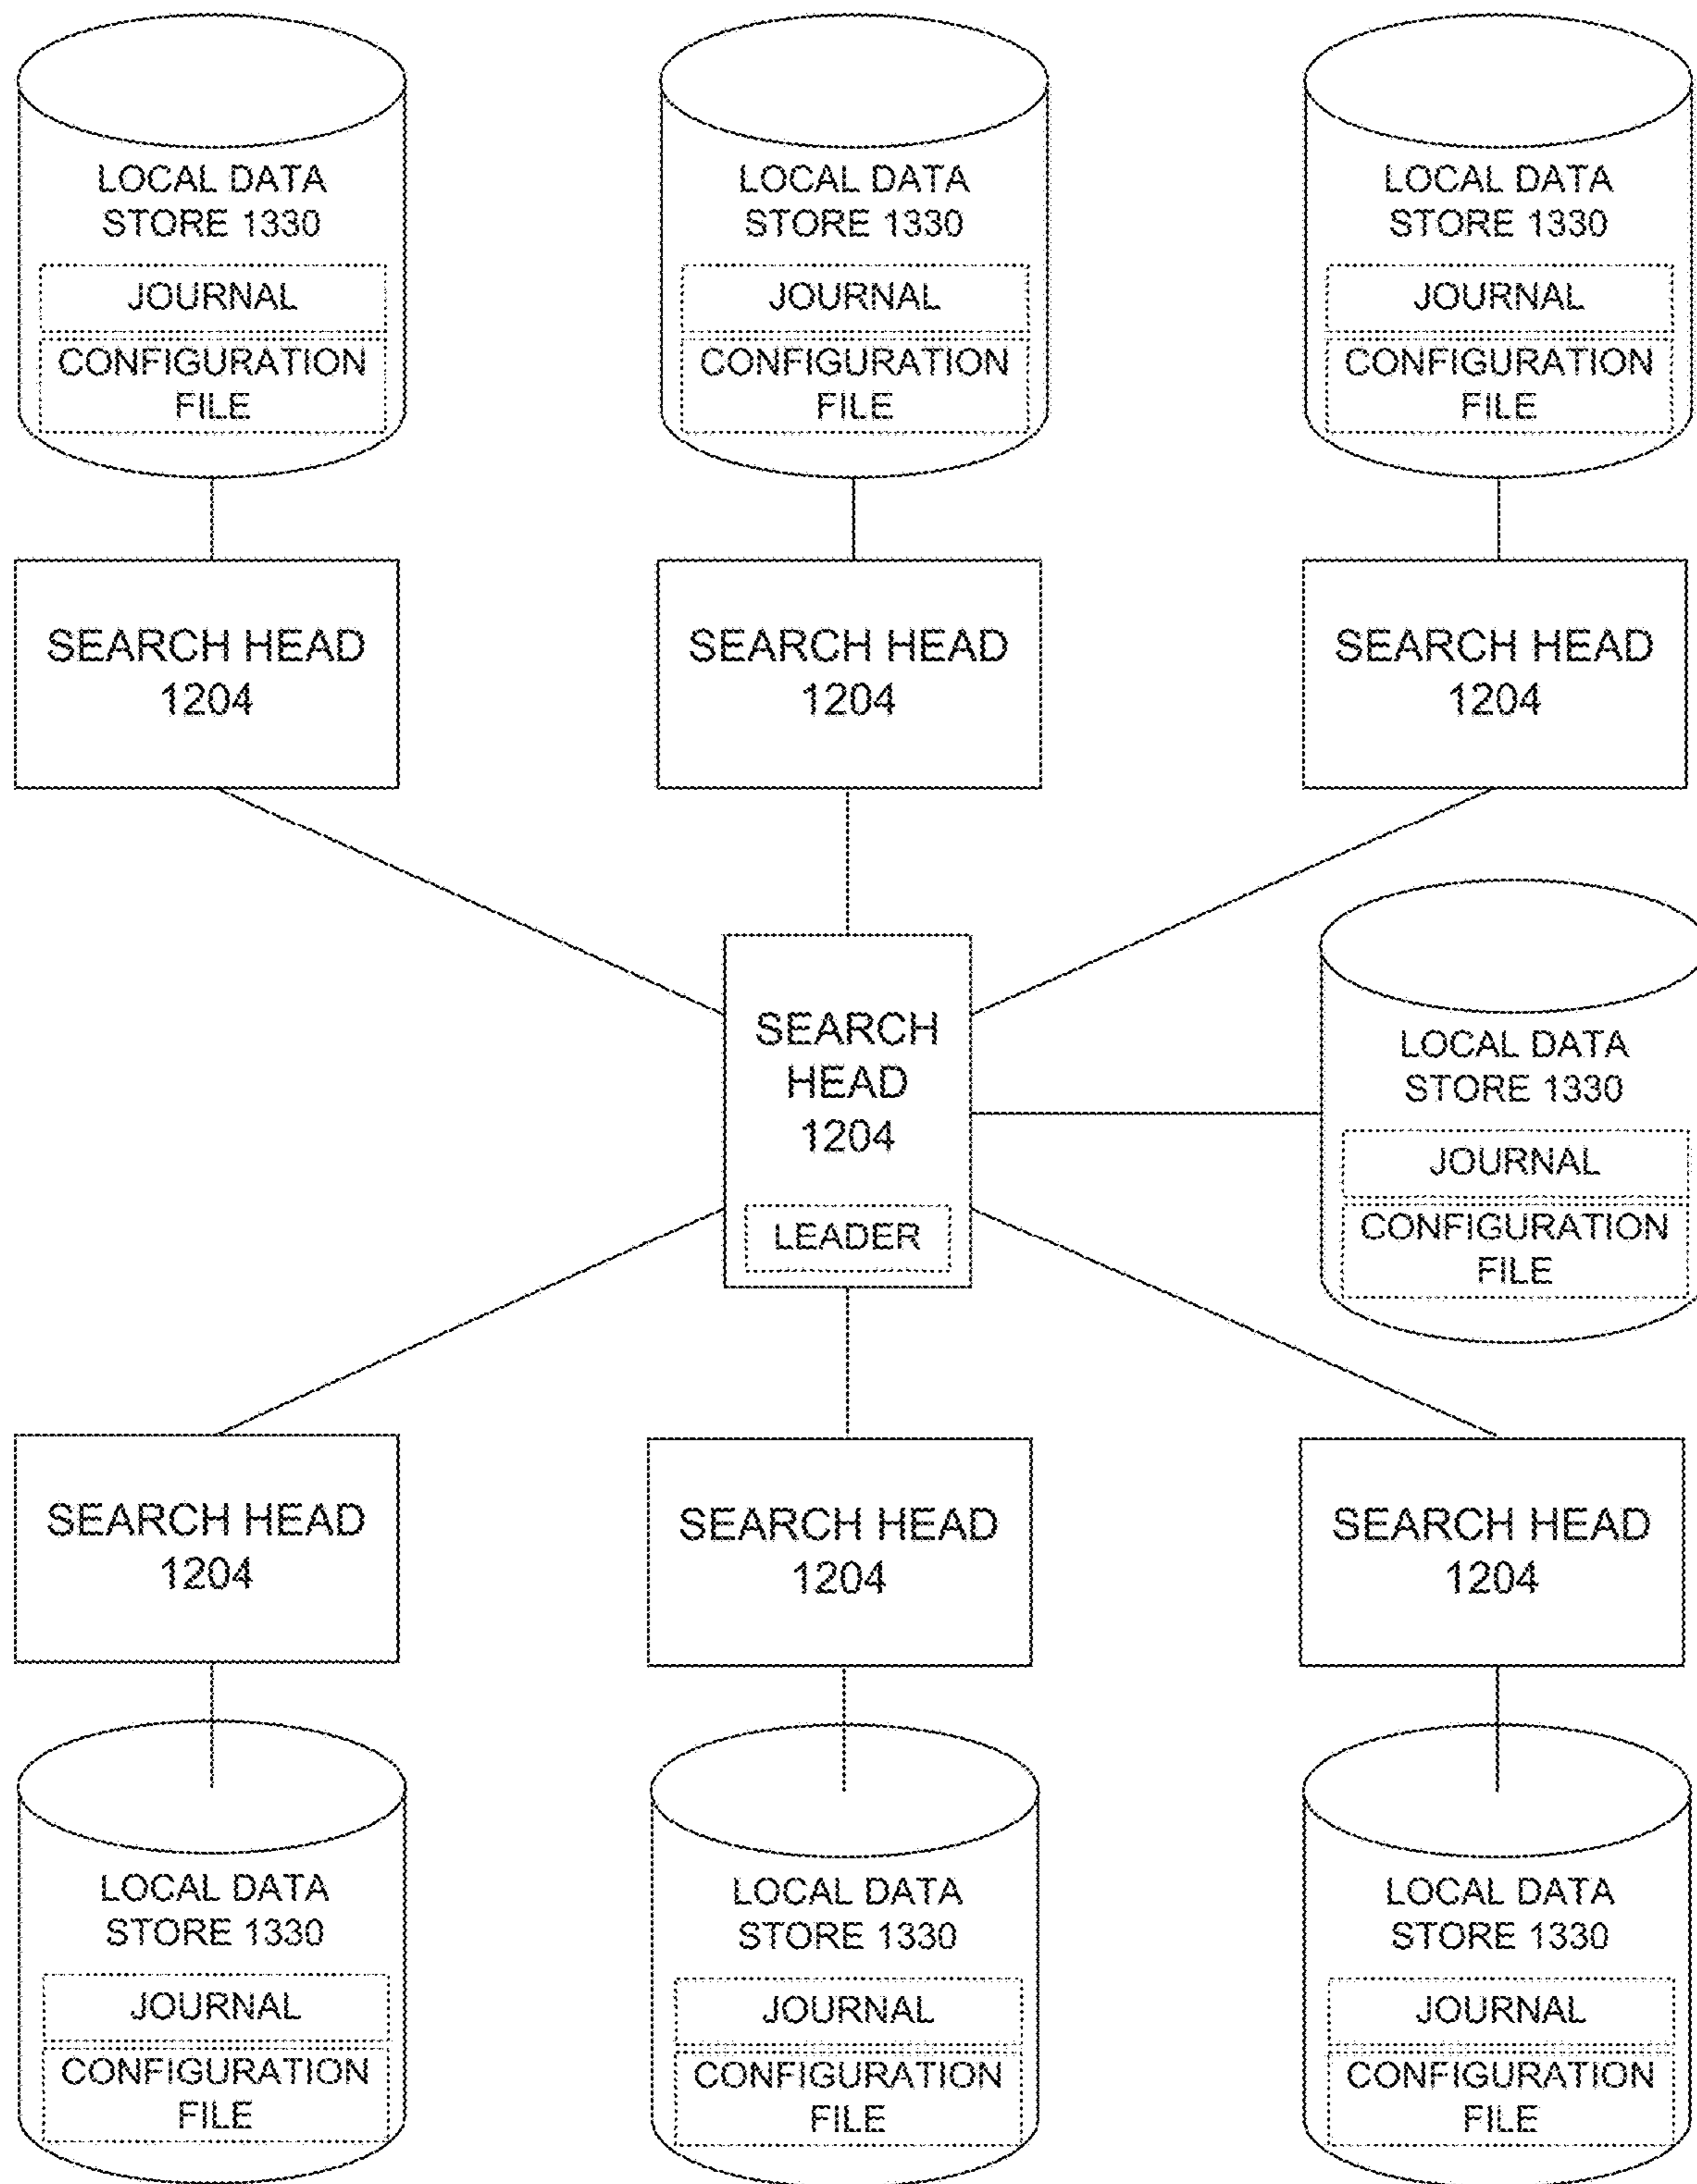 LOCAL DATA
STORE 1330
JOURNAL
CONFIGURATION
FILE
LOCAL DATA
STORE 1330
JOURNAL
CONFIGURATION
FILE
LOCAL DATA
STORE 1330
JOURNAL
CONFIGURATION
FILE
SEARCH HEAD
1204
SEARCH HEAD
1204
SEARCH HEAD
1204
SEARCH
HEAD
1204
LEADER
LOCAL DATA
STORE 1330
JOURNAL
CONFIGURATION
FILE
SEARCH HEAD
1204
SEARCH HEAD
1204
SEARCH HEAD
1204
LOCAL DATA
STORE 1330
JOURNAL
CONFIGURATION
FILE
LOCAL DATA
STORE 1330
JOURNAL
CONFIGURATION
FILE
LOCAL DATA
STORE 1330
JOURNAL
CONFIGURATION
FILE